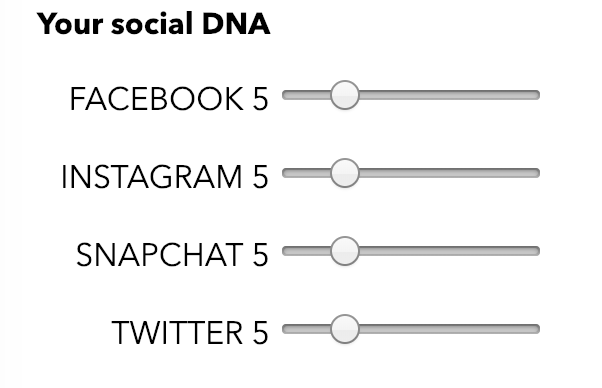 Your social DNA
FACEBOOK 5
INSTAGRAM 5
SNAPCHAT 5
TWITTER 5